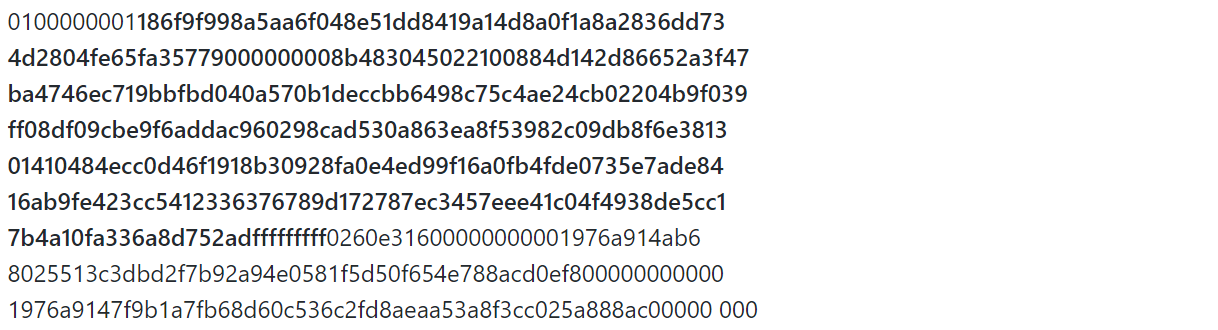 0100000001186f9f998a5aa6f048e51dd8419a14d8a0f1a8a2836dd73
4d2804fe65fa35779000000008b483045022100884d142d86652a3f47
ba4746ec719bbfbd040a570b1deccbb6498c75c4ae24cb02204b9f039
ff08df09cbe9f6addac960298cad530a863ea8f53982c09db8f6e3813
01410484ecc0d46f1918b30928fa0e4ed99f16a0fb4fde0735e7ade84
16ab9fe423cc5412336376789d172787ec3457eee41c04f4938de5cc1
7b4a10fa336a8d752adfffffffff0260e31600000000001976a914ab6
8025513c3dbd2f7b92a94e0581f5d50f654e788acd0ef800000000000
1976a9147f9b1a7fb68d60c536c2fd8aeaa53a8f3cc025a888ac00000 000